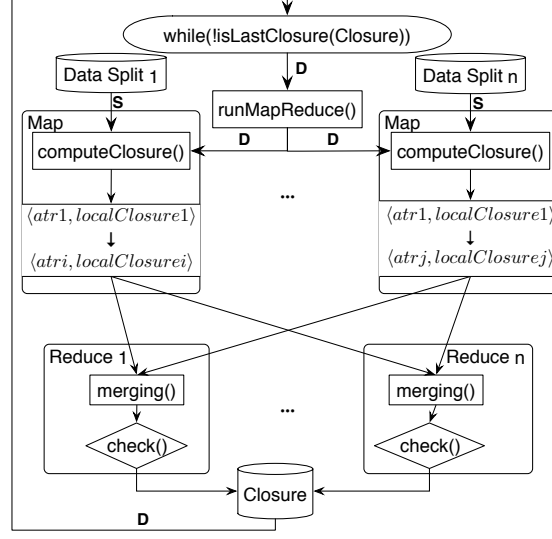 while(!isLastClosure(Closure))
D
Data Split 1
Data Split n
S
runMapReduce()
S
Map
D
D
Map
computeClosure()
computeClosure()
...
⟨atr1, localClosure1⟩
↓
⟨atri, localClosurei⟩
⟨atr1, localClosure1⟩
↓
⟨atrj, localClosurej⟩
Reduce 1
Reduce n
merging()
merging()
...
check()
check()
Closure
D